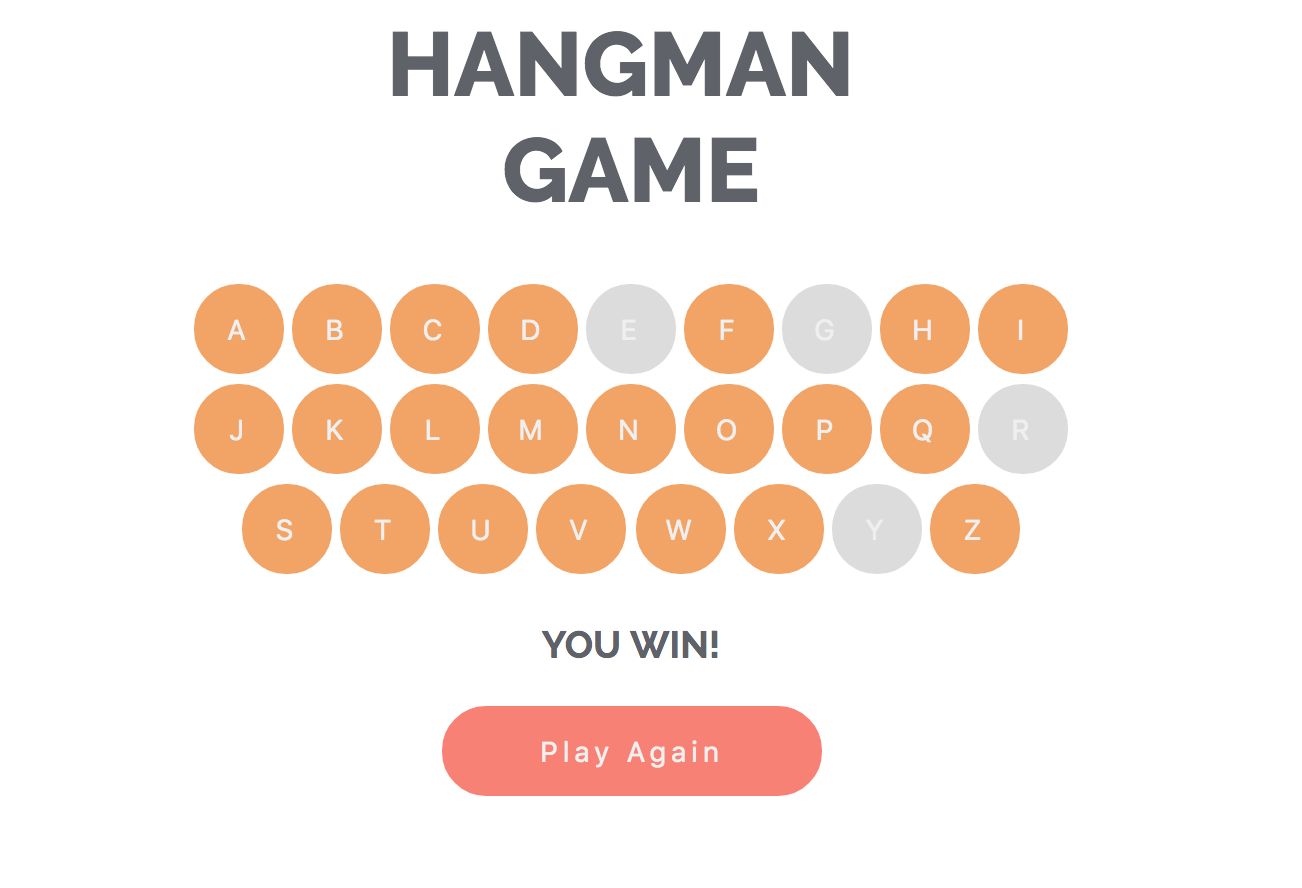 HANGMAN
GAME
A B C D E F G H I
J K L M N O P Q R
S T U V W X Y Z
YOU WIN!
Play Again